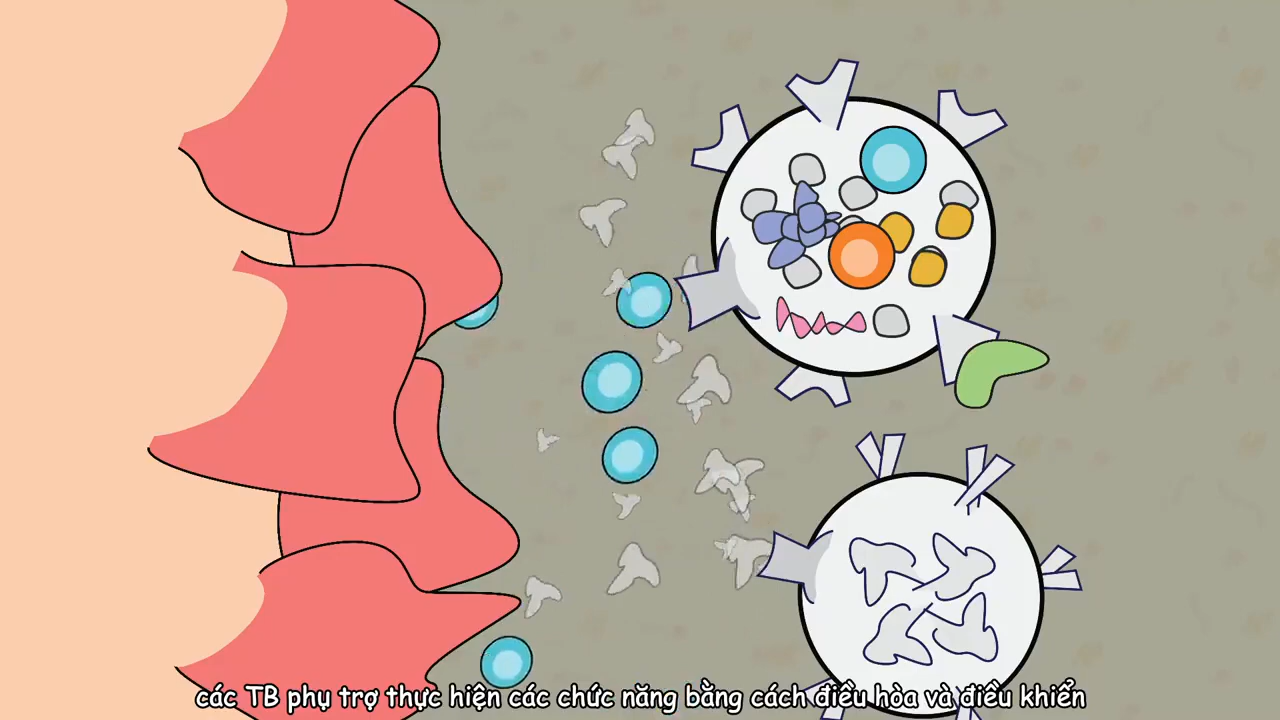 các TB phụ trợ thực hiện các chức năng bằng cách điều hòa và điều khiển